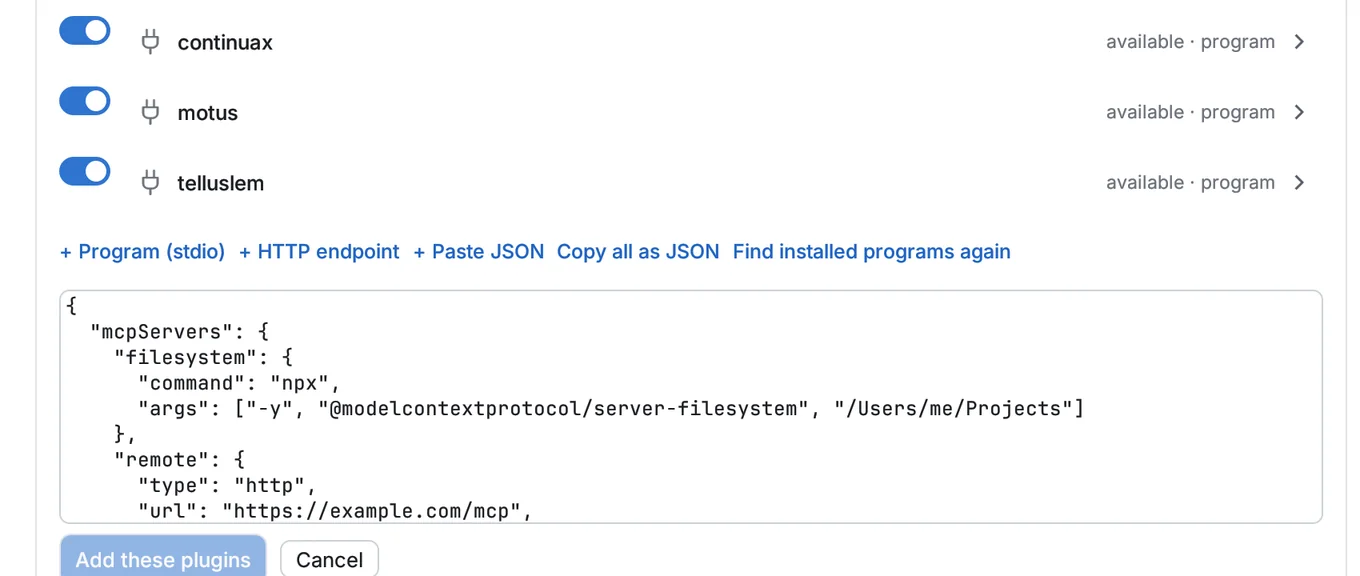 continuax available · program
motus available · program
telluslem available · program
+ Program (stdio) + HTTP endpoint + Paste JSON Copy all as JSON Find installed programs again
{
  "mcpServers": {
    "filesystem": {
      "command": "npx",
      "args": ["-y", "@modelcontextprotocol/server-filesystem", "/Users/me/Projects"]
    },
    "remote": {
      "type": "http",
      "url": "https://example.com/mcp",
Add these plugins Cancel